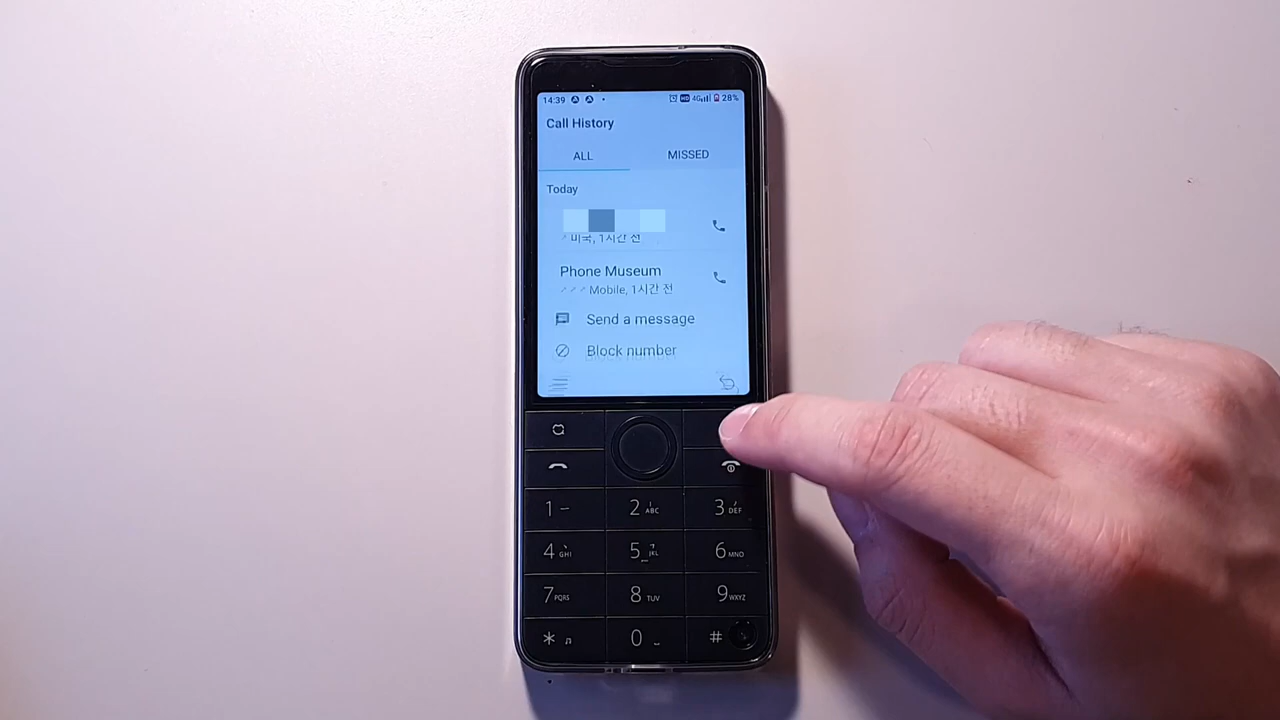 14:39 HD 4G 28%
Call History
ALL MISSED
Today
미국, 1시간 전
Phone Museum
Mobile, 1시간 전
Send a message
Block number
1
2 ABC 3 DEF
4 GHI 5 JKL 6 MNO
7 PQRS 8 TUV 9 WXYZ
* 0 #